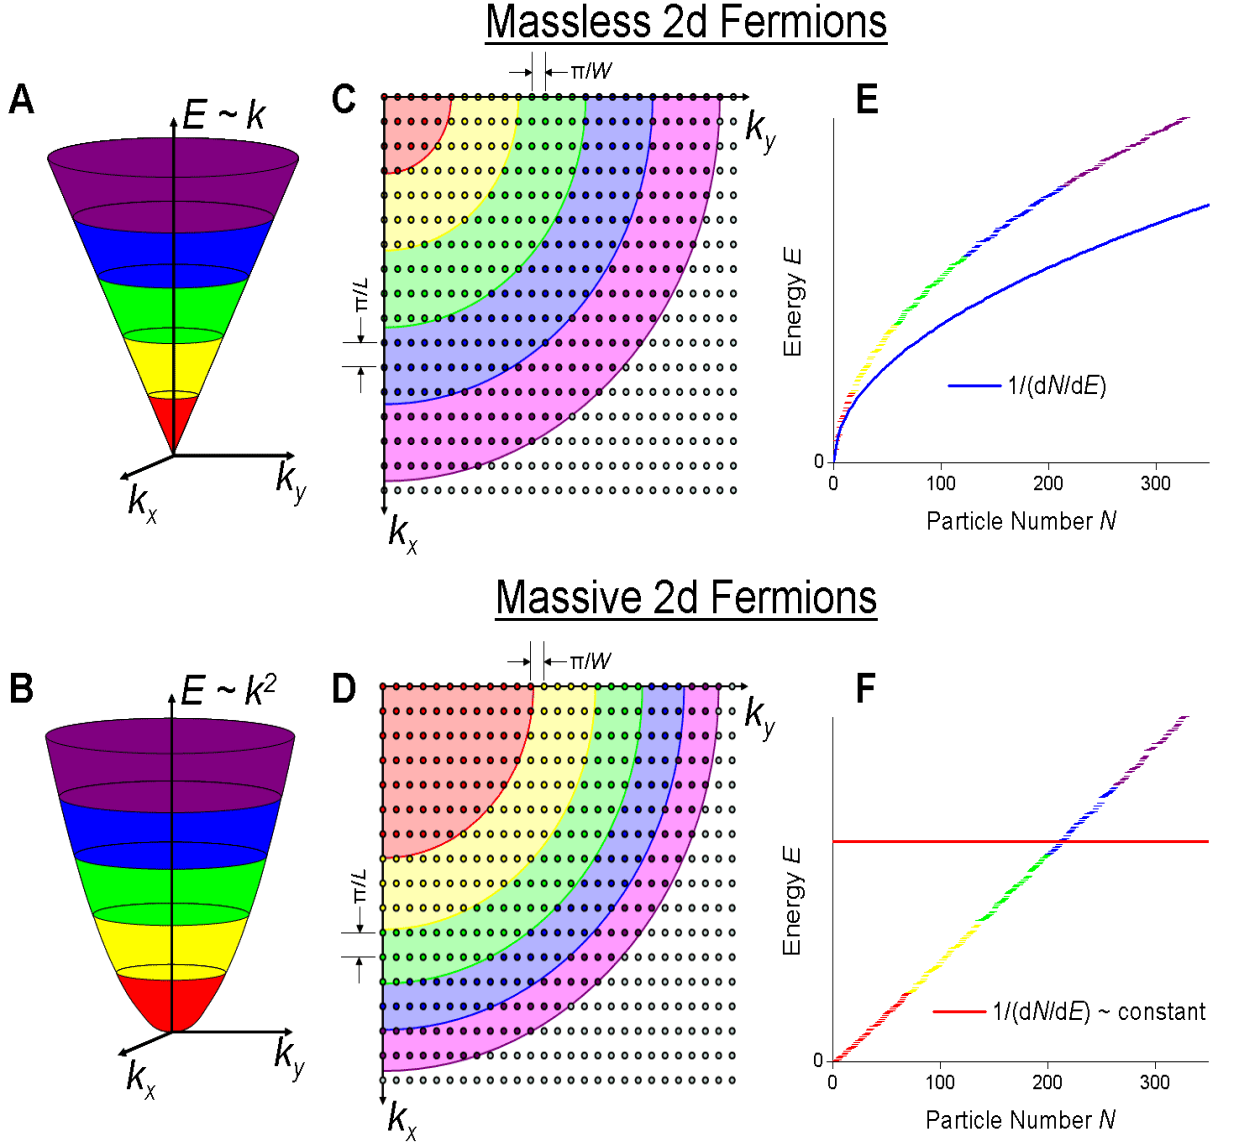 Massless 2d Fermions
A
E ~ k
k_x
k_y
C
π/W
k_y
π/L
k_x
E
Energy E
1/(dN/dE)
0
0 100 200 300
Particle Number N
Massive 2d Fermions
B
E ~ k²
k_x
k_y
D
π/W
k_y
π/L
k_x
F
Energy E
1/(dN/dE) ~ constant
0
0 100 200 300
Particle Number N